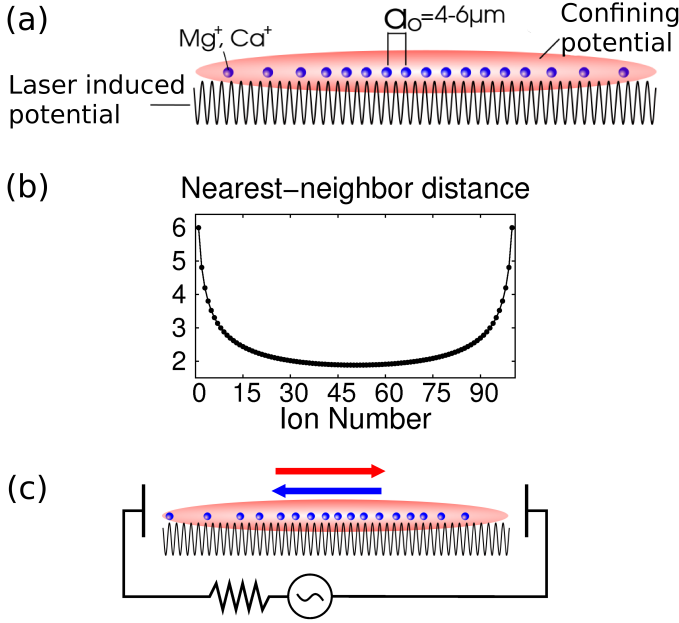 (a)
Mg⁺, Ca⁺
a₀=4-6μm
Confining
potential
Laser induced
potential
(b)
Nearest−neighbor distance
6
5
4
3
2
0 15 30 45 60 75 90
Ion Number
(c)